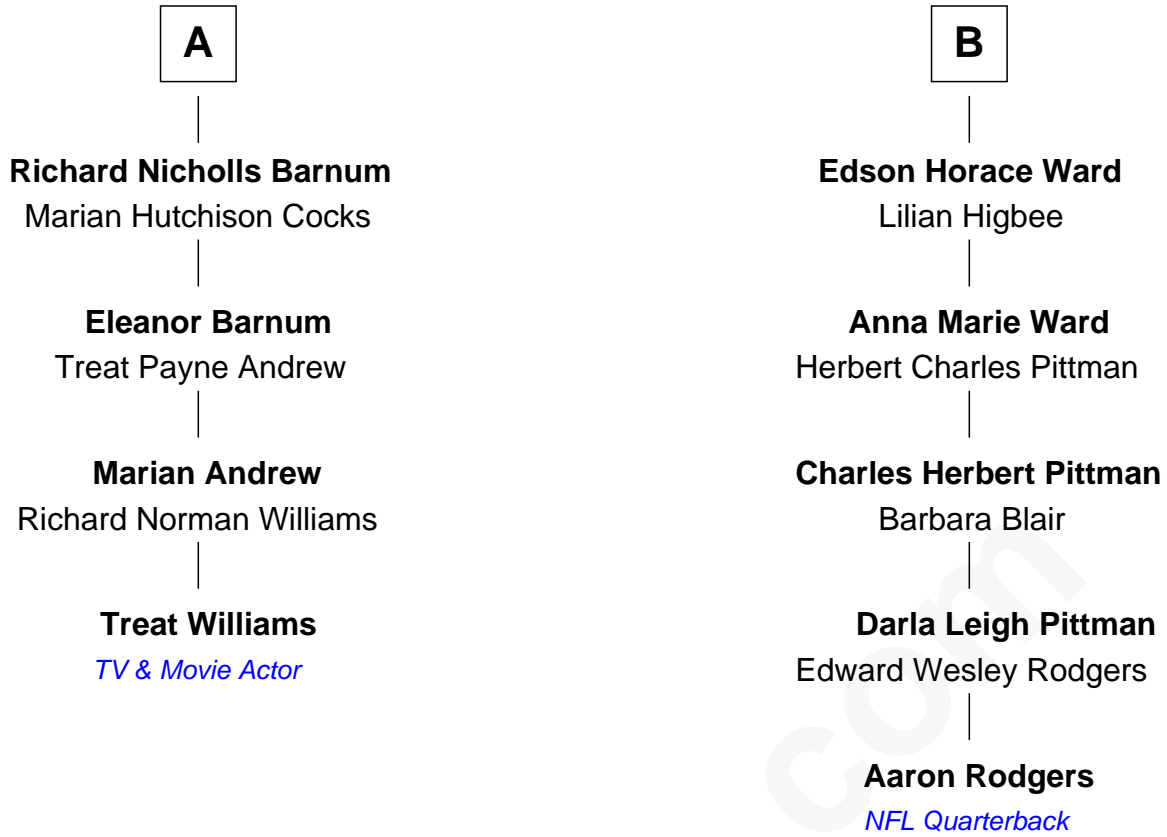 A
Richard Nicholls Barnum
Marian Hutchison Cocks
Eleanor Barnum
Treat Payne Andrew
Marian Andrew
Richard Norman Williams
Treat Williams
TV & Movie Actor
B
Edson Horace Ward
Lilian Higbee
Anna Marie Ward
Herbert Charles Pittman
Charles Herbert Pittman
Barbara Blair
Darla Leigh Pittman
Edward Wesley Rodgers
Aaron Rodgers
NFL Quarterback
com